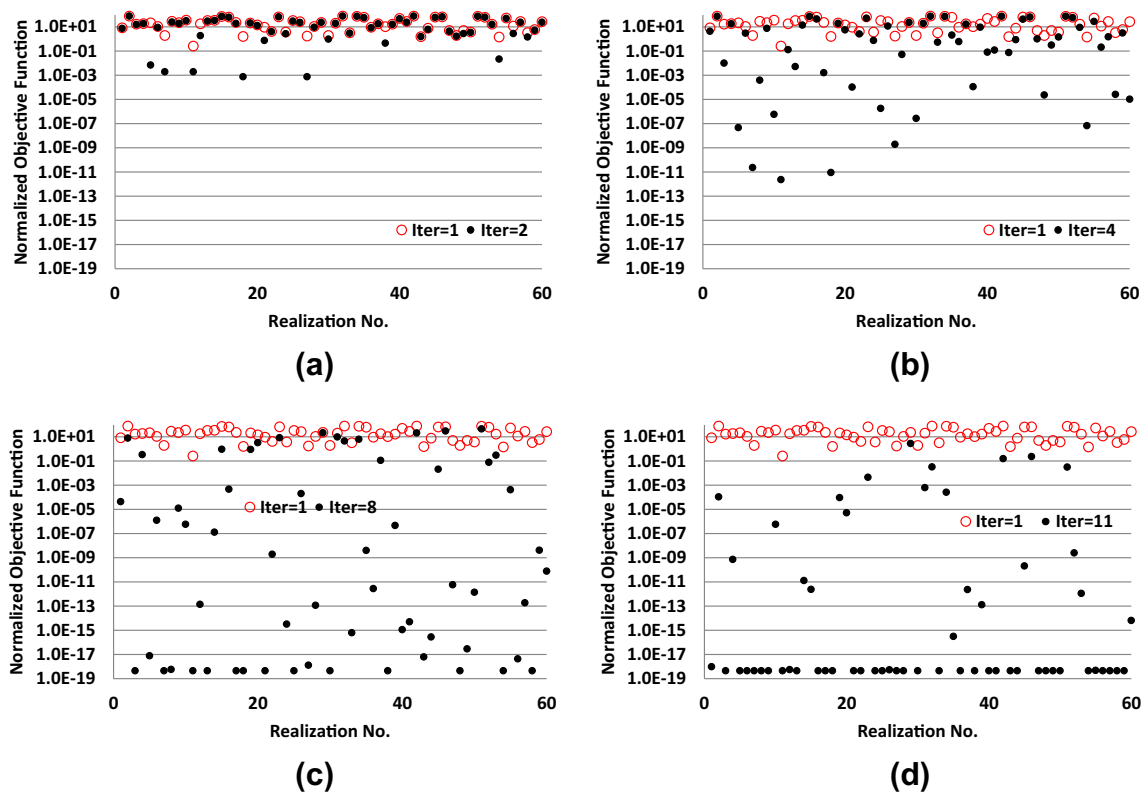 Normalized Objective Function
1.0E+01
1.0E-01
1.0E-03
1.0E-05
1.0E-07
1.0E-09
1.0E-11
1.0E-13
1.0E-15
1.0E-17
1.0E-19
Iter=1 Iter=2
0 20 40 60
Realization No.
(a)
Normalized Objective Function
1.0E+01
1.0E-01
1.0E-03
1.0E-05
1.0E-07
1.0E-09
1.0E-11
1.0E-13
1.0E-15
1.0E-17
1.0E-19
Iter=1 Iter=4
0 20 40 60
Realization No.
(b)
Normalized Objective Function
1.0E+01
1.0E-01
1.0E-03
1.0E-05
1.0E-07
1.0E-09
1.0E-11
1.0E-13
1.0E-15
1.0E-17
1.0E-19
Iter=1 Iter=8
0 20 40 60
Realization No.
(c)
Normalized Objective Function
1.0E+01
1.0E-01
1.0E-03
1.0E-05
1.0E-07
1.0E-09
1.0E-11
1.0E-13
1.0E-15
1.0E-17
1.0E-19
Iter=1 Iter=11
0 20 40 60
Realization No.
(d)